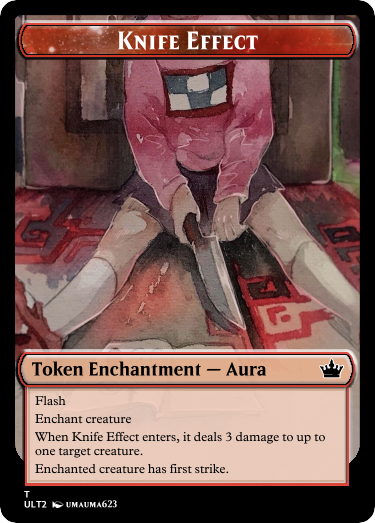 Knife Effect
Token Enchantment — Aura
Flash
Enchant creature
When Knife Effect enters, it deals 3 damage to up to
one target creature.
Enchanted creature has first strike.
T
ULT2 umauma623